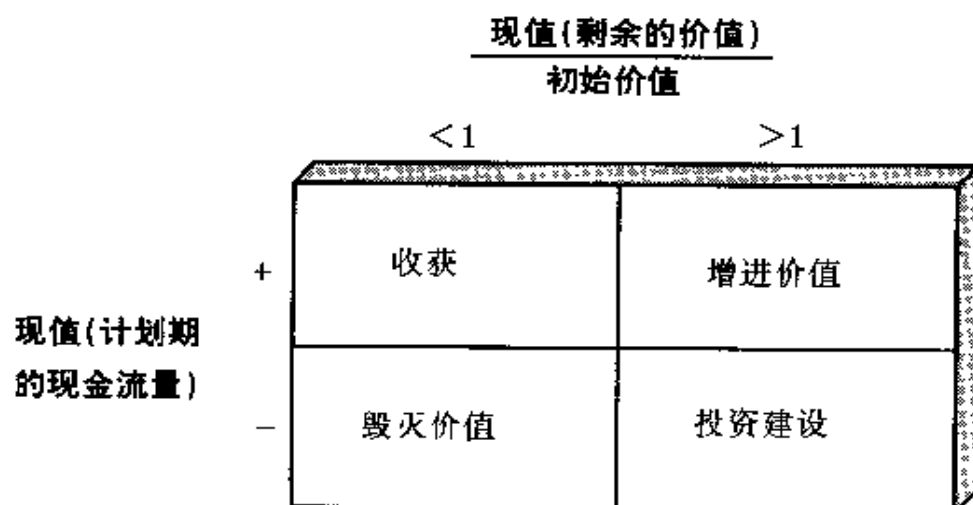 现值(剩余的价值)
初始价值
<1 >1
+ 收获 增进价值
现值(计划期
的现金流量)
- 毁灭价值 投资建设